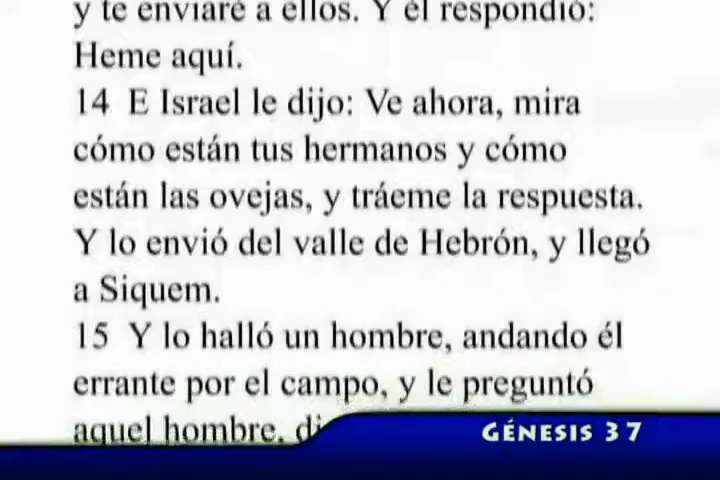 y te enviaré a ellos. Y él respondió:
Heme aquí.
14 E Israel le dijo: Ve ahora, mira
cómo están tus hermanos y cómo
están las ovejas, y tráeme la respuesta.
Y lo envió del valle de Hebrón, y llegó
a Siquem.
15 Y lo halló un hombre, andando él
errante por el campo, y le preguntó
aquel hombre, di
GÉNESIS 37